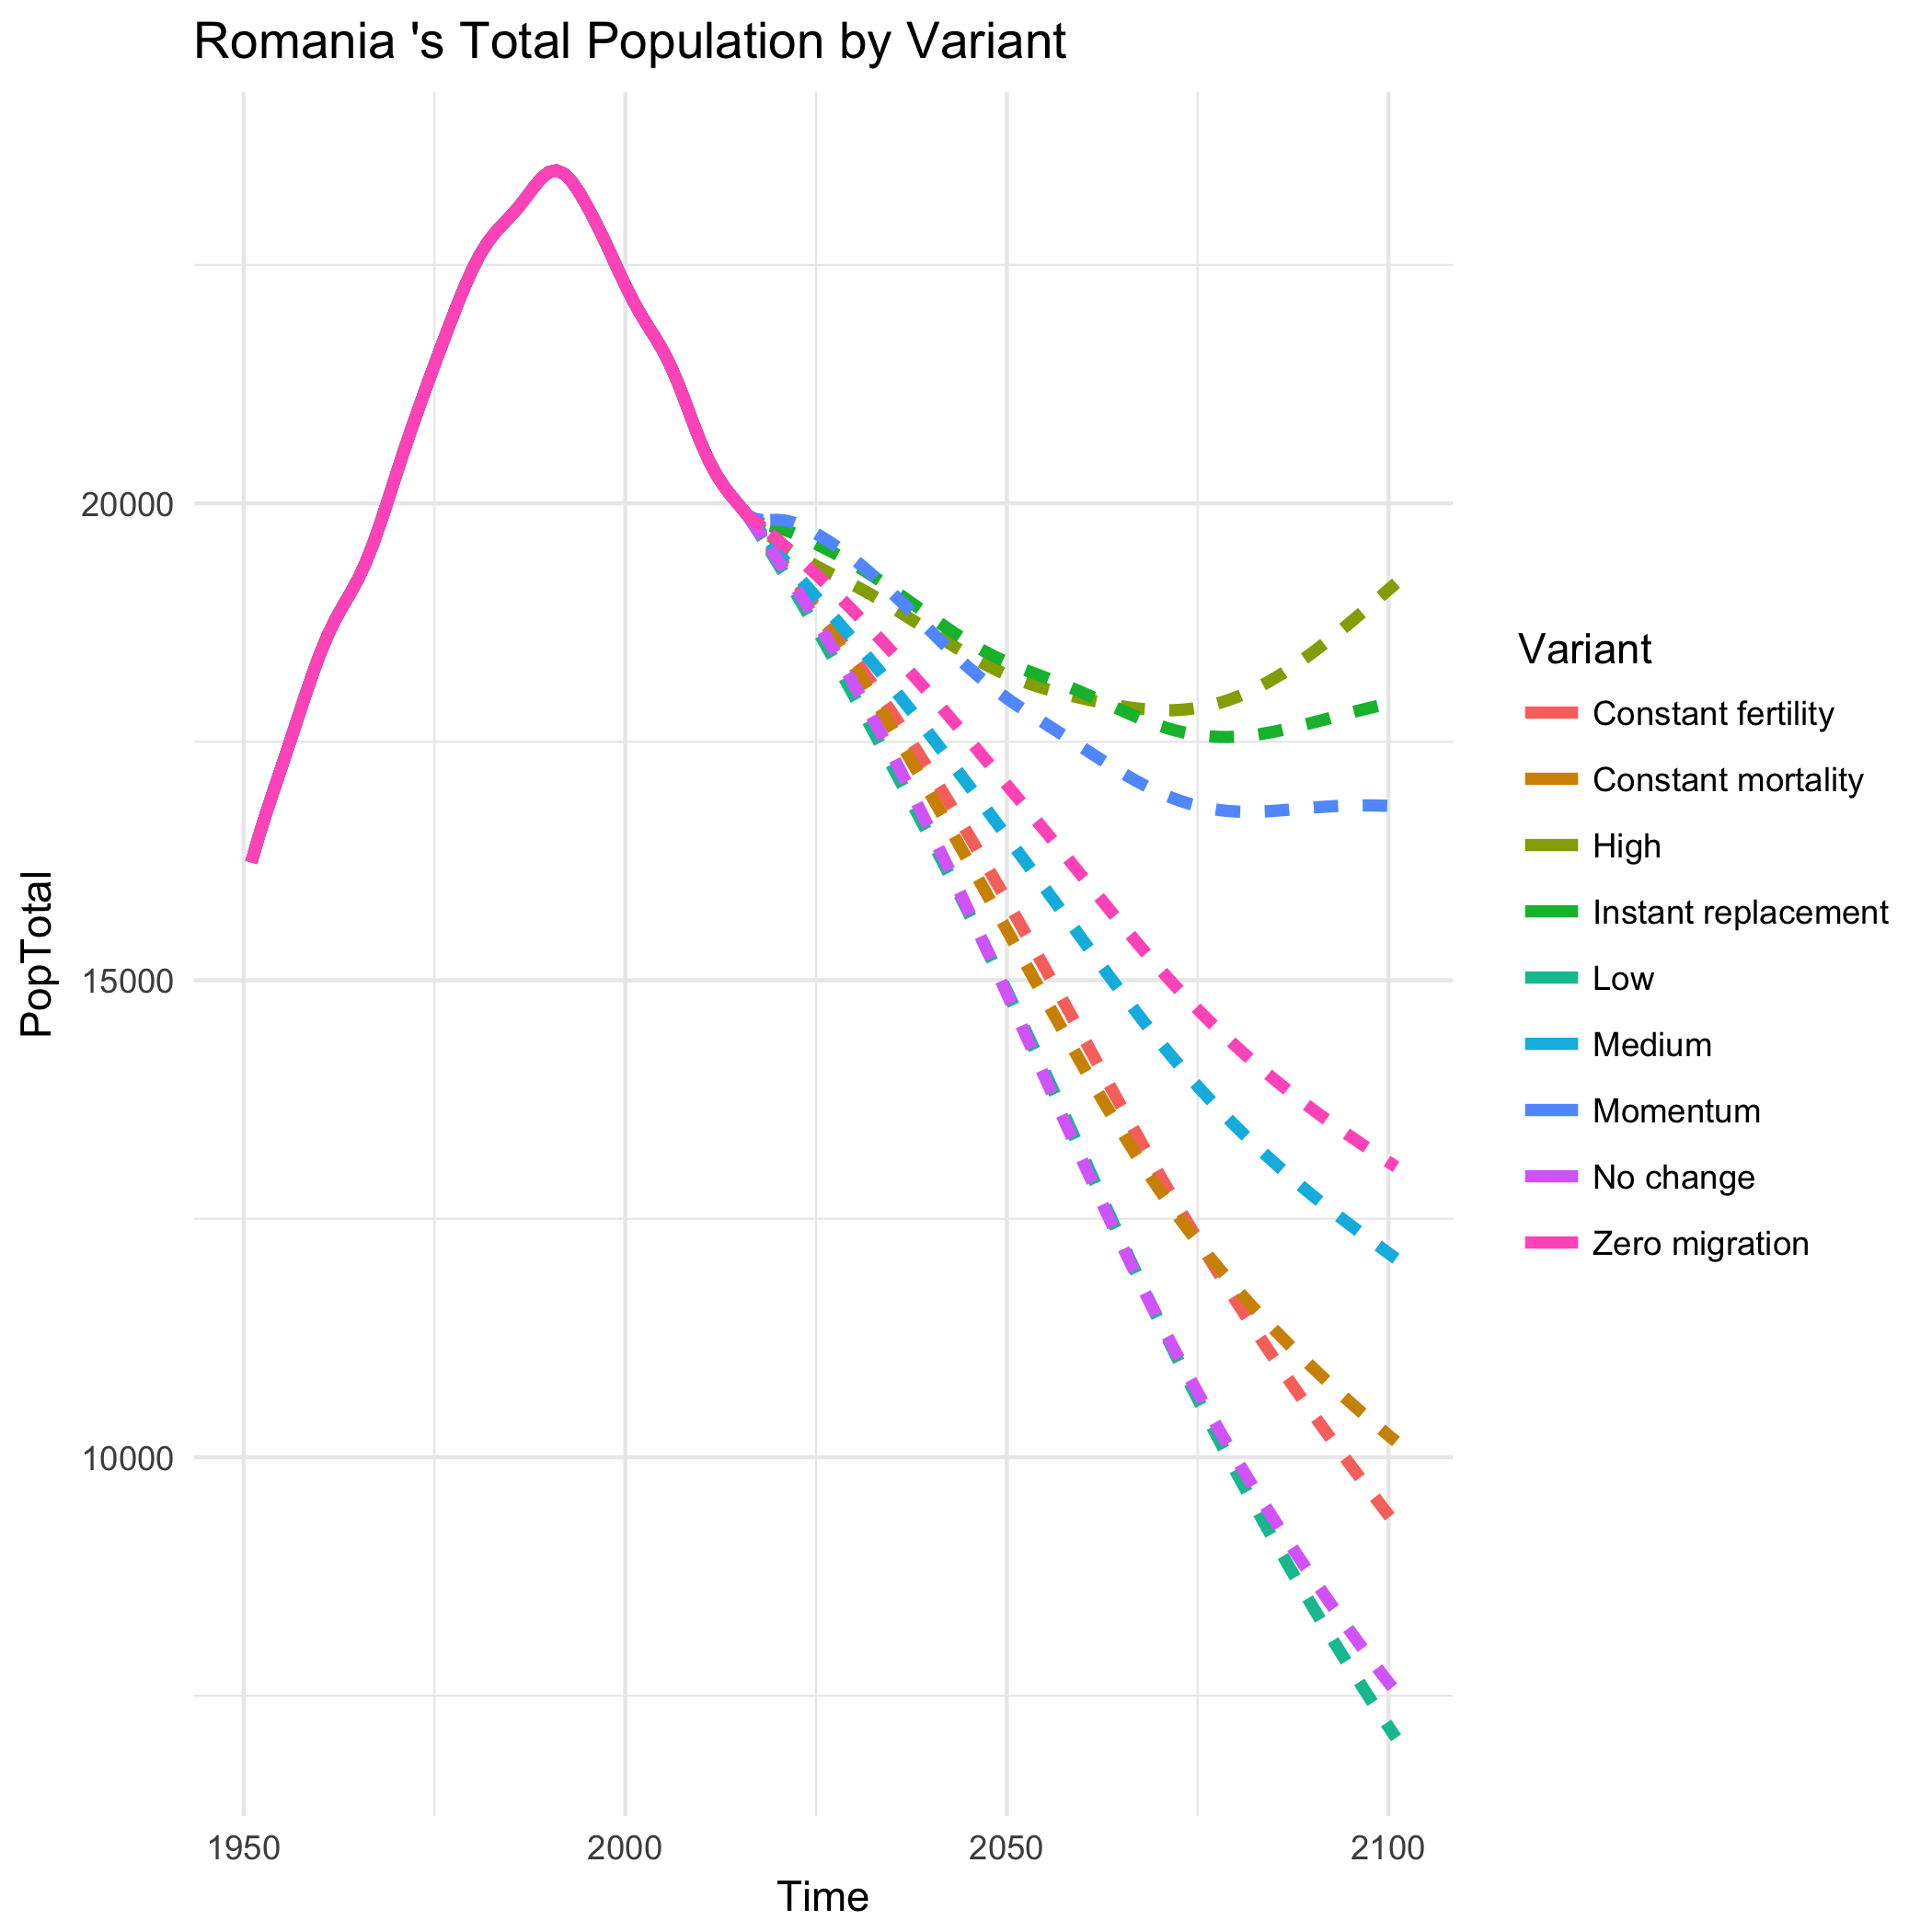 Romania 's Total Population by Variant
PopTotal
20000
15000
10000
1950
2000
2050
2100
Time
Variant
Constant fertility
Constant mortality
High
Instant replacement
Low
Medium
Momentum
No change
Zero migration